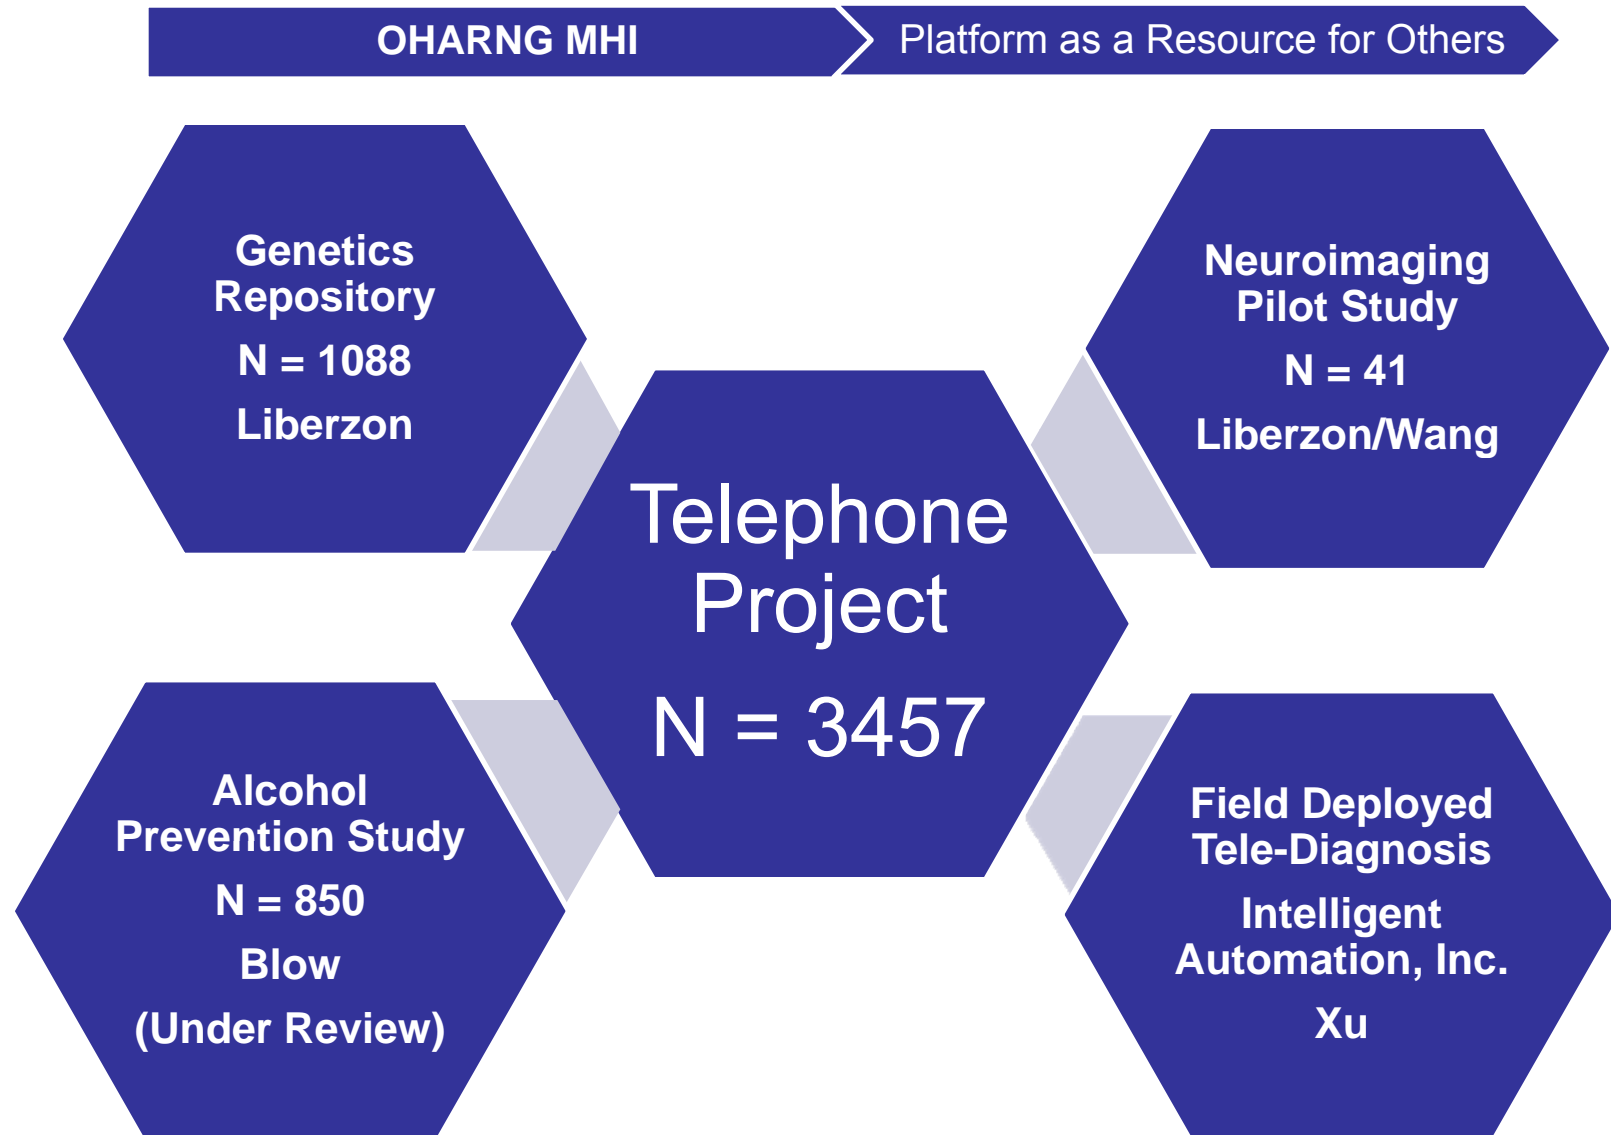 OHARNG MHI
Platform as a Resource for Others
Genetics
Repository
N = 1088
Liberzon
Neuroimaging
Pilot Study
N = 41
Liberzon/Wang
Telephone
Project
N = 3457
Alcohol
Prevention Study
N = 850
Blow
(Under Review)
Field Deployed
Tele-Diagnosis
Intelligent
Automation, Inc.
Xu